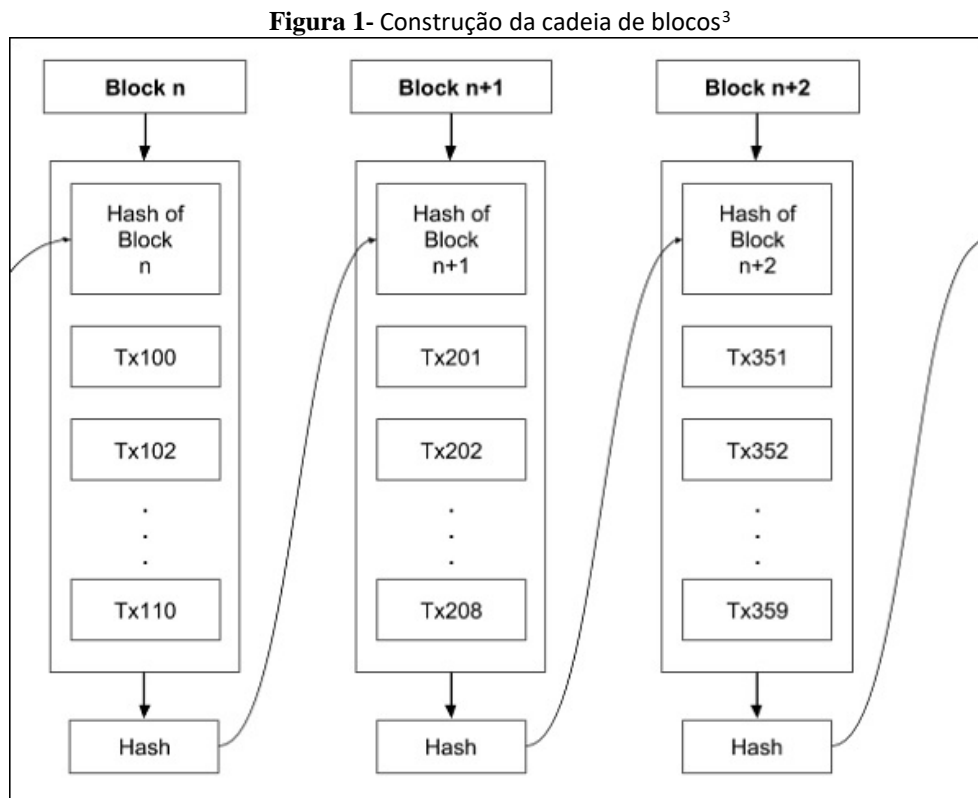 Figura 1- Construção da cadeia de blocos³
Block n
Hash of
Block
n
Tx100
Tx102
.
.
.
Tx110
Hash
Block n+1
Hash of
Block
n+1
Tx201
Tx202
.
.
.
Tx208
Hash
Block n+2
Hash of
Block
n+2
Tx351
Tx352
.
.
.
Tx359
Hash